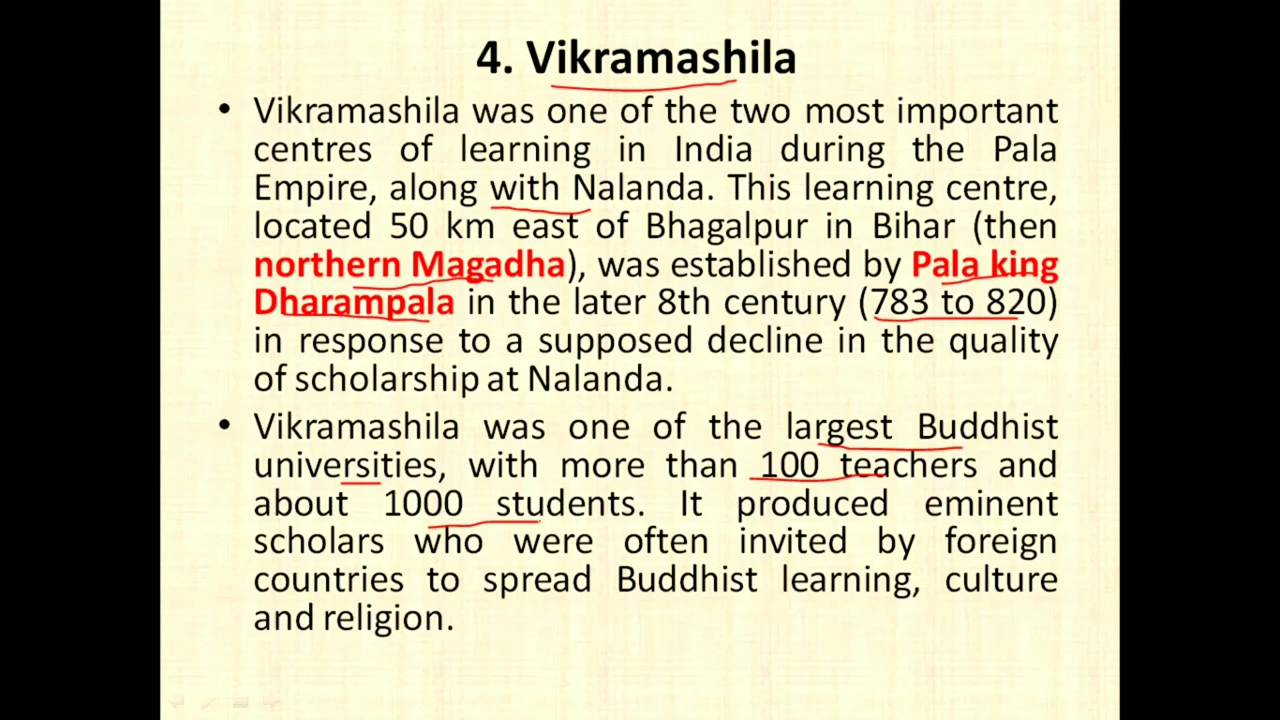 4. Vikramashila
• Vikramashila was one of the two most important
centres of learning in India during the Pala
Empire, along with Nalanda. This learning centre,
located 50 km east of Bhagalpur in Bihar (then
northern Magadha), was established by Pala king
Dharampala in the later 8th century (783 to 820)
in response to a supposed decline in the quality
of scholarship at Nalanda.
• Vikramashila was one of the largest Buddhist
universities, with more than 100 teachers and
about 1000 students. It produced eminent
scholars who were often invited by foreign
countries to spread Buddhist learning, culture
and religion.